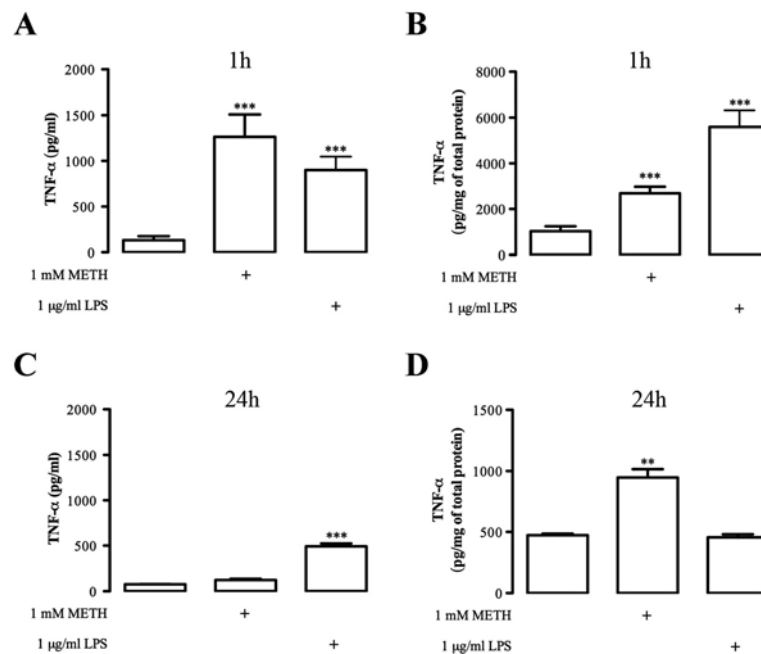 A
1h
TNF-α (pg/ml)
2000
1500
1000
500
0
***
***
1 mM METH +
1 μg/ml LPS +
B
1h
TNF-α
(pg/mg of total protein)
8000
6000
4000
2000
0
***
***
1 mM METH +
1 μg/ml LPS +
C
24h
TNF-α (pg/ml)
2000
1500
1000
500
0
***
1 mM METH +
1 μg/ml LPS +
D
24h
TNF-α
(pg/mg of total protein)
1500
1000
500
0
**
1 mM METH +
1 μg/ml LPS +